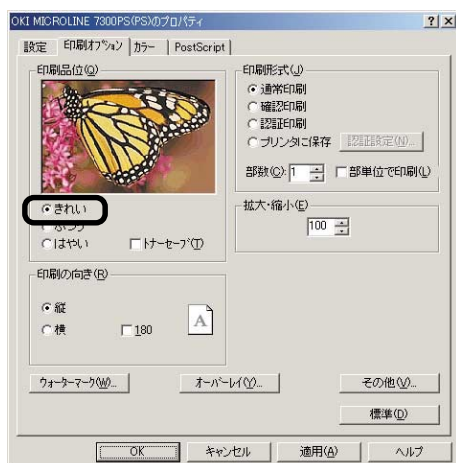 OKI MICROLINE 7300PS(PS)のプロパティ
設定 印刷オプション カラー PostScript
印刷品位(Q)
きれい
ふつう
はやい トナーセーブ(T)
印刷の向き(R)
縦
横 180
A
印刷形式(J)
通常印刷
確認印刷
認証印刷
プリンタに保存 認証設定(N)...
部数(C): 1 部単位で印刷(L)
拡大・縮小(E)
100
ウォーターマーク(W)... オーバーレイ(Y)... その他(V)...
標準(D)
OK キャンセル 適用(A) ヘルプ